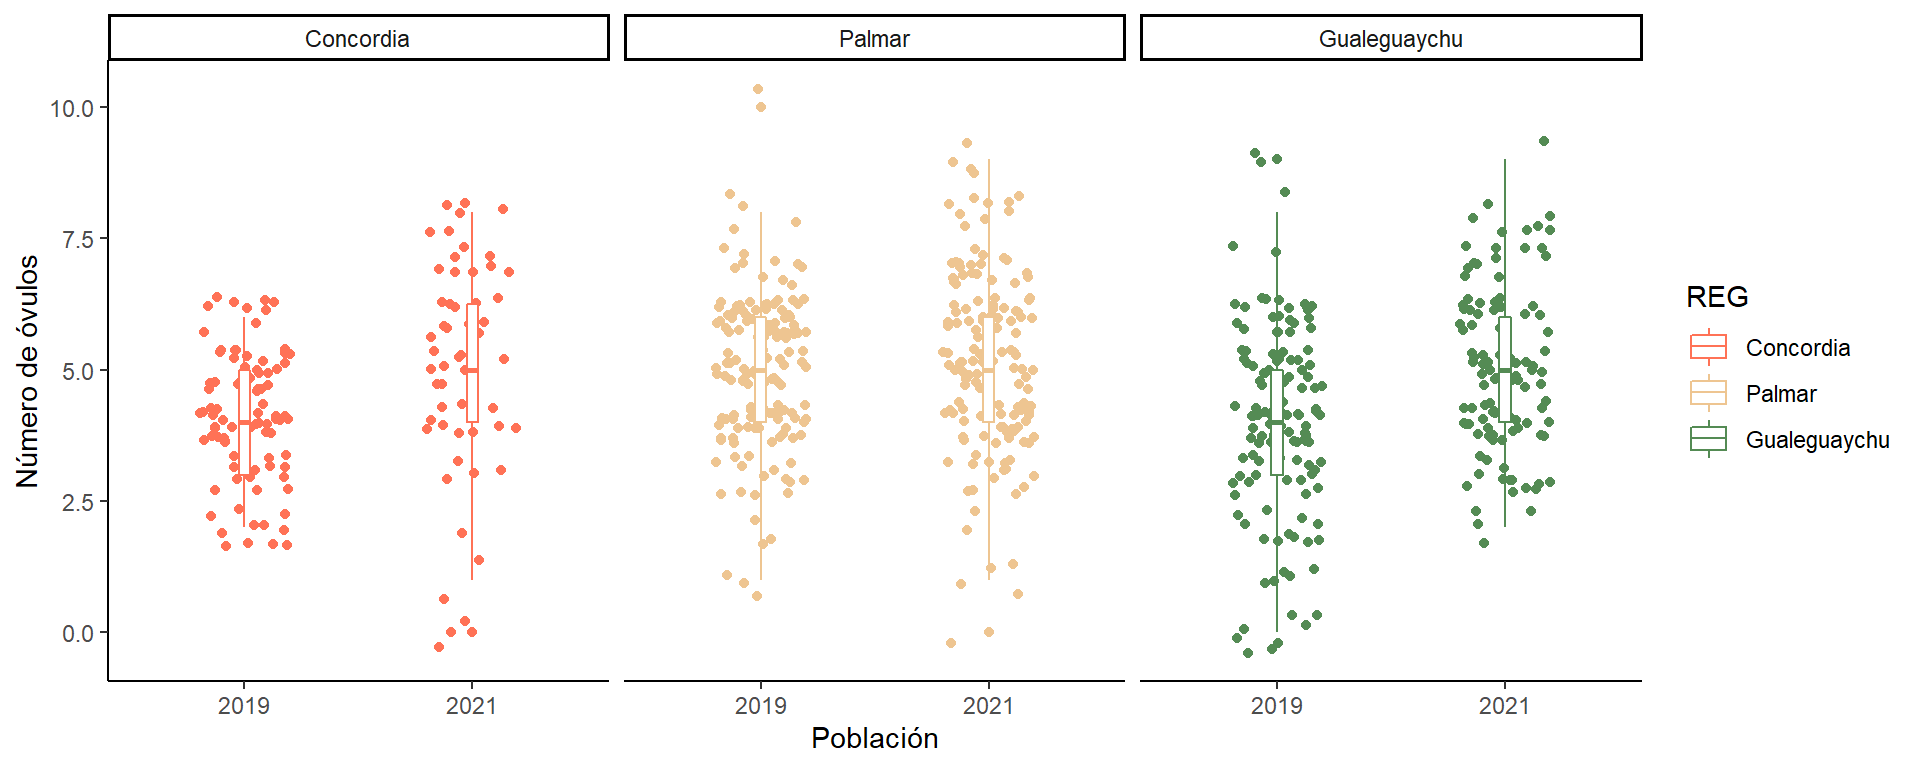 Concordia
Palmar
Gualeguaychu
Número de óvulos
10.0
7.5
5.0
2.5
0.0
2019
2021
2019
2021
2019
2021
Población
REG
Concordia
Palmar
Gualeguaychu